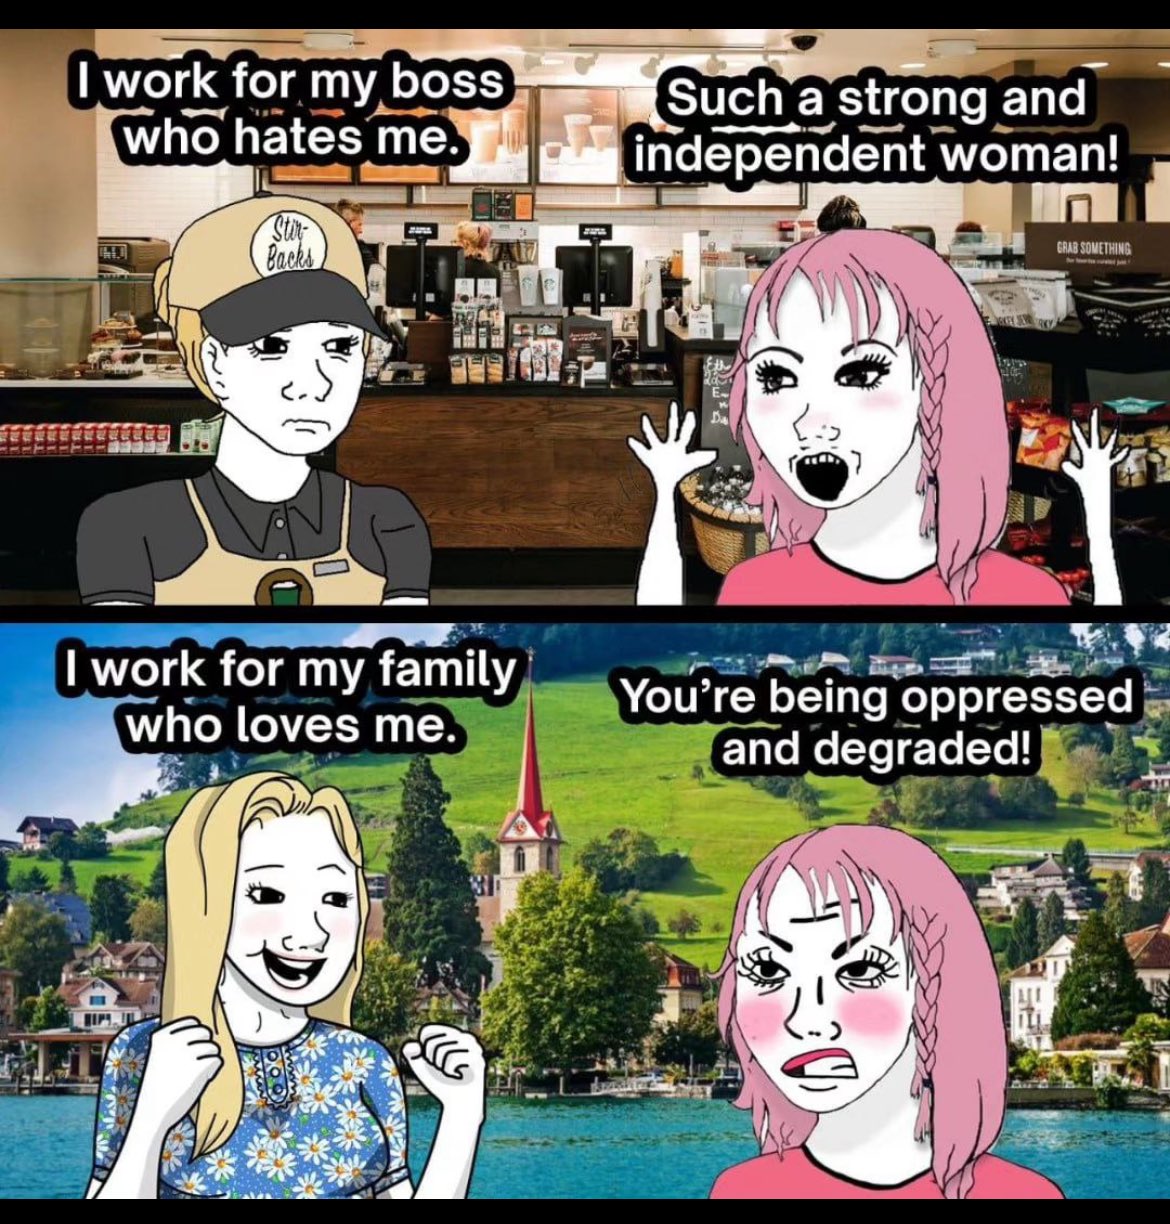 I work for my boss
who hates me.
Such a strong and
independent woman!
Stir-
Backs
GRAB SOMETHING
I work for my family
who loves me.
You’re being oppressed
and degraded!